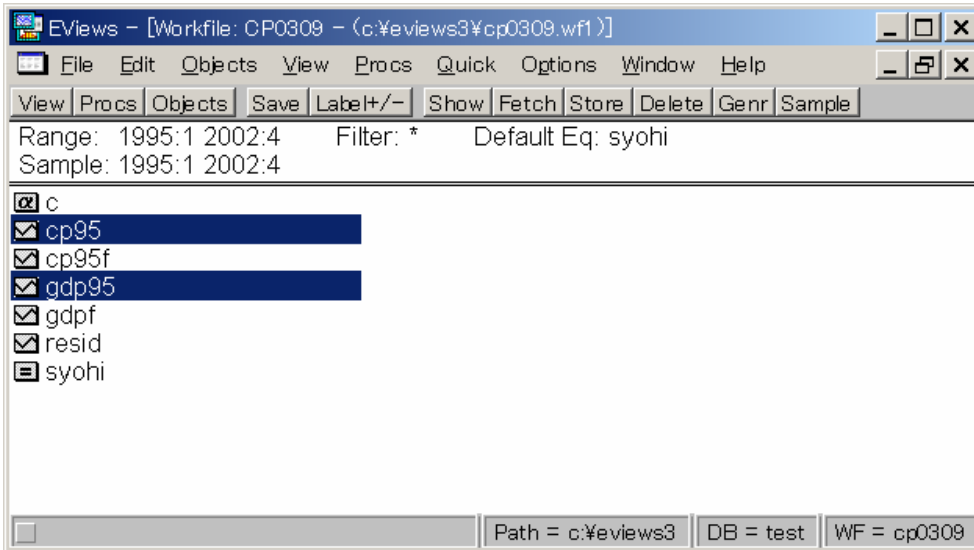 EViews - [Workfile: CP0309 - (c:¥eviews3¥cp0309.wf1)]
File Edit Objects View Procs Quick Options Window Help
View Procs Objects Save Label+/- Show Fetch Store Delete Genr Sample
Range: 1995:1 2002:4 Filter: * Default Eq: syohi
Sample: 1995:1 2002:4
α c
cp95
cp95f
gdp95
gdpf
resid
= syohi
Path = c:¥eviews3 DB = test WF = cp0309